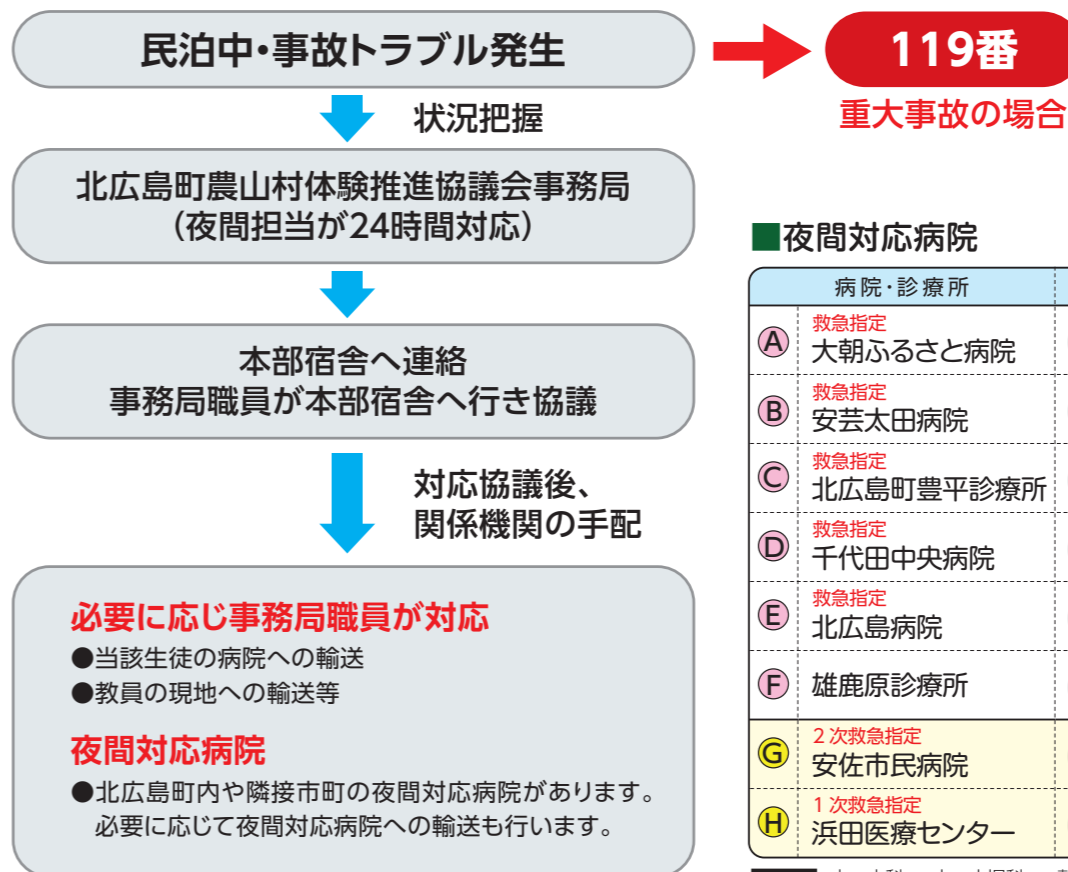 民泊中・事故トラブル発生
119番
重大事故の場合
状況把握
北広島町農山村体験推進協議会事務局
(夜間担当が24時間対応)
本部宿舎へ連絡
事務局職員が本部宿舎へ行き協議
対応協議後、
関係機関の手配
必要に応じ事務局職員が対応
●当該生徒の病院への輸送
●教員の現地への輸送等
夜間対応病院
●北広島町内や隣接市町の夜間対応病院があります。
必要に応じて夜間対応病院への輸送も行います。
■夜間対応病院
病院・診療所
救急指定
Ⓐ 大朝ふるさと病院
救急指定
Ⓑ 安芸太田病院
救急指定
Ⓒ 北広島町豊平診療所
救急指定
Ⓓ 千代田中央病院
救急指定
Ⓔ 北広島病院
Ⓕ 雄鹿原診療所
2次救急指定
Ⓖ 安佐市民病院
1次救急指定
Ⓗ 浜田医療センター